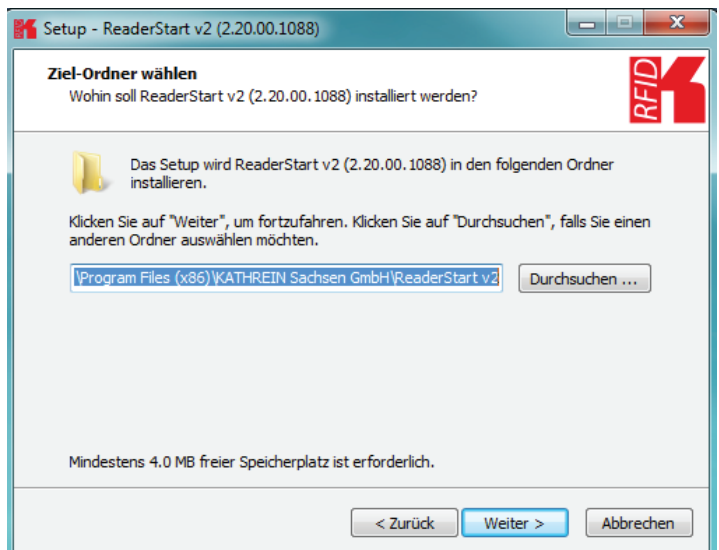 Setup - ReaderStart v2 (2.20.00.1088)
Ziel-Ordner wählen
Wohin soll ReaderStart v2 (2.20.00.1088) installiert werden?
RFID
Das Setup wird ReaderStart v2 (2.20.00.1088) in den folgenden Ordner
installieren.
Klicken Sie auf "Weiter", um fortzufahren. Klicken Sie auf "Durchsuchen", falls Sie einen
anderen Ordner auswählen möchten.
\Program Files (x86)\KATHREIN Sachsen GmbH\ReaderStart v2
Durchsuchen ...
Mindestens 4.0 MB freier Speicherplatz ist erforderlich.
< Zurück
Weiter >
Abbrechen